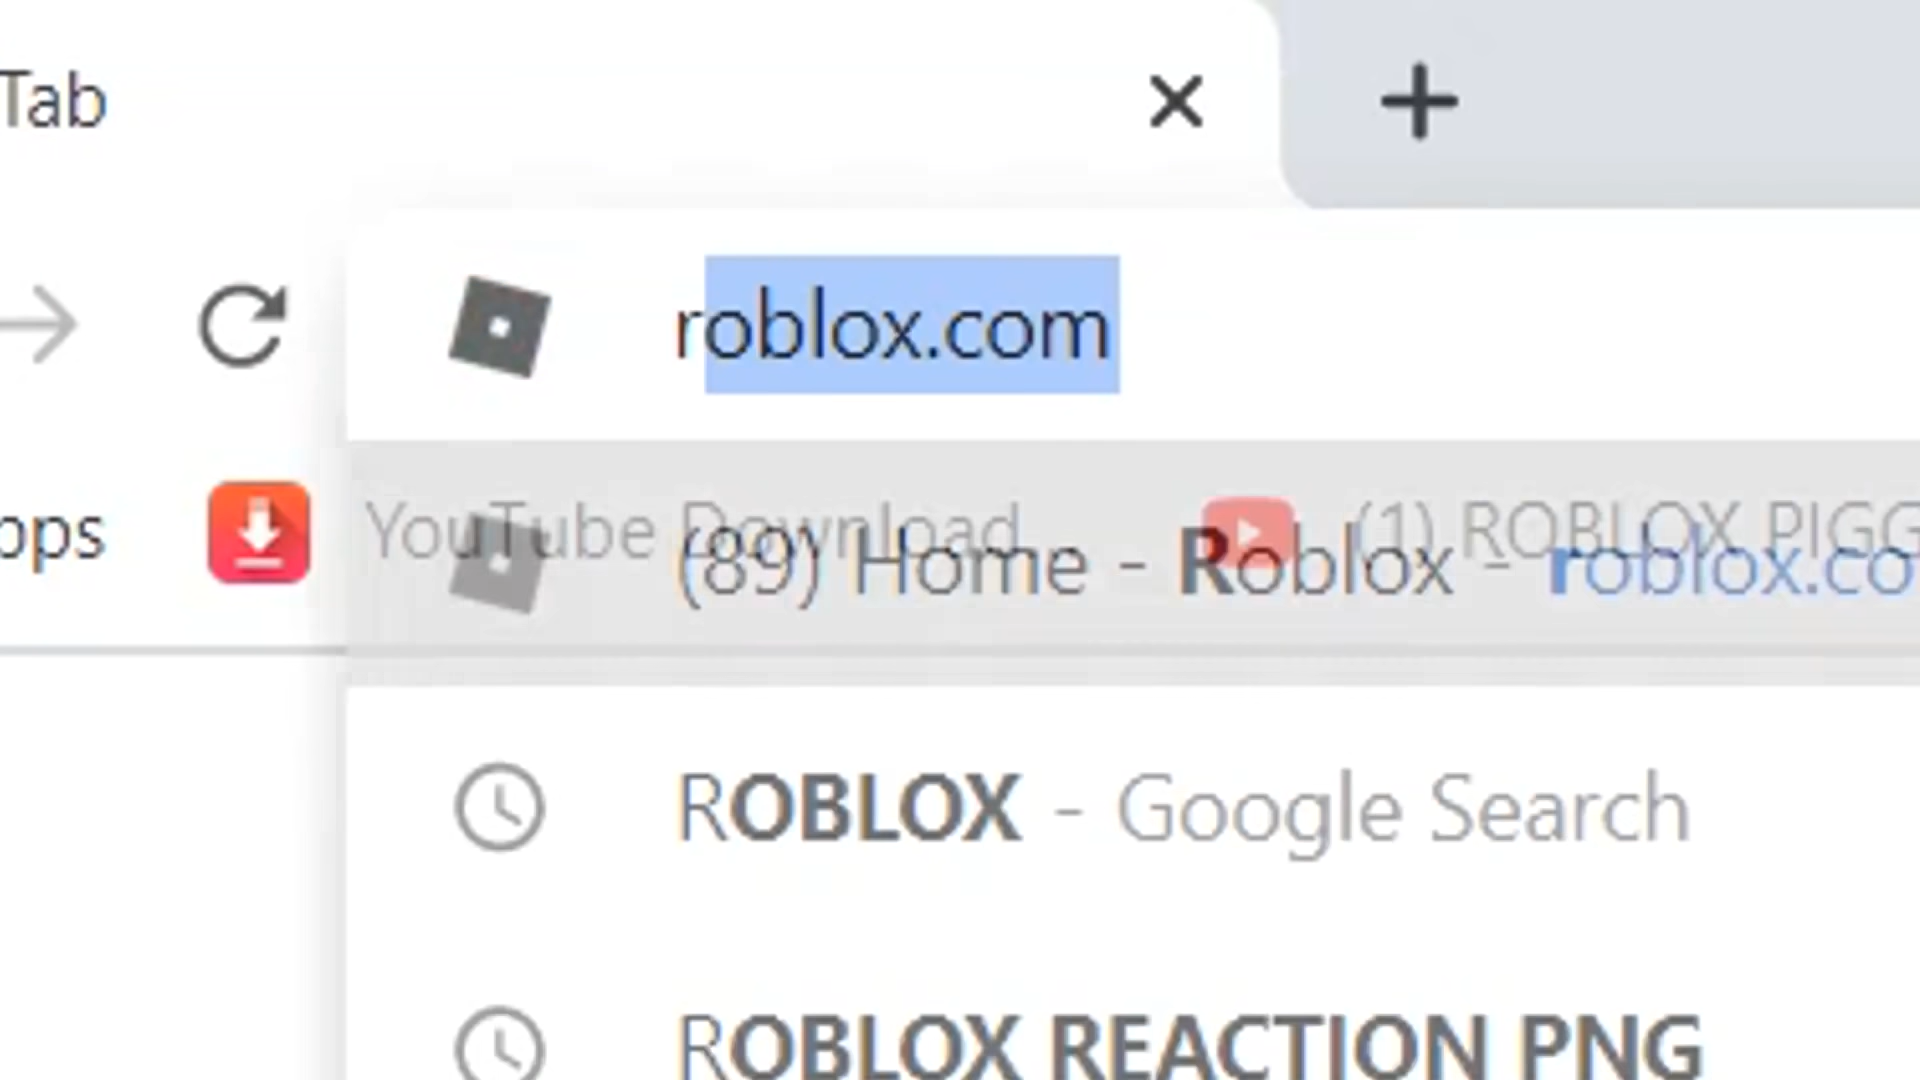 Tab
roblox.com
pps
YouTube Download
(1) ROBLOX PIGG
(89) Home - Roblox - roblox.co
ROBLOX - Google Search
ROBLOX REACTION PNG